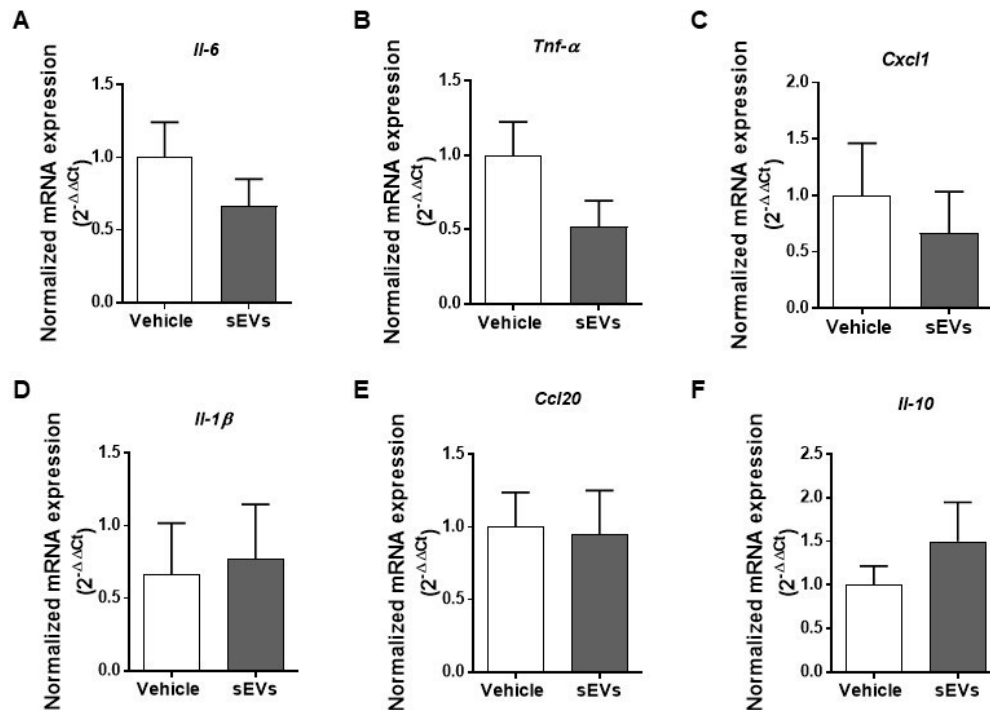 A
Il-6
Normalized mRNA expression
(2-ΔΔCt)
1.5
1.0
0.5
0.0
Vehicle sEVs
B
Tnf-α
Normalized mRNA expression
(2-ΔΔCt)
1.5
1.0
0.5
0.0
Vehicle sEVs
C
Cxcl1
Normalized mRNA expression
(2-ΔΔCt)
2.0
1.5
1.0
0.5
0.0
Vehicle sEVs
D
Il-1β
Normalized mRNA expression
(2-ΔΔCt)
1.5
1.0
0.5
0.0
Vehicle sEVs
E
Ccl20
Normalized mRNA expression
(2-ΔΔCt)
1.5
1.0
0.5
0.0
Vehicle sEVs
F
Il-10
Normalized mRNA expression
(2-ΔΔCt)
2.5
2.0
1.5
1.0
0.5
0.0
Vehicle sEVs